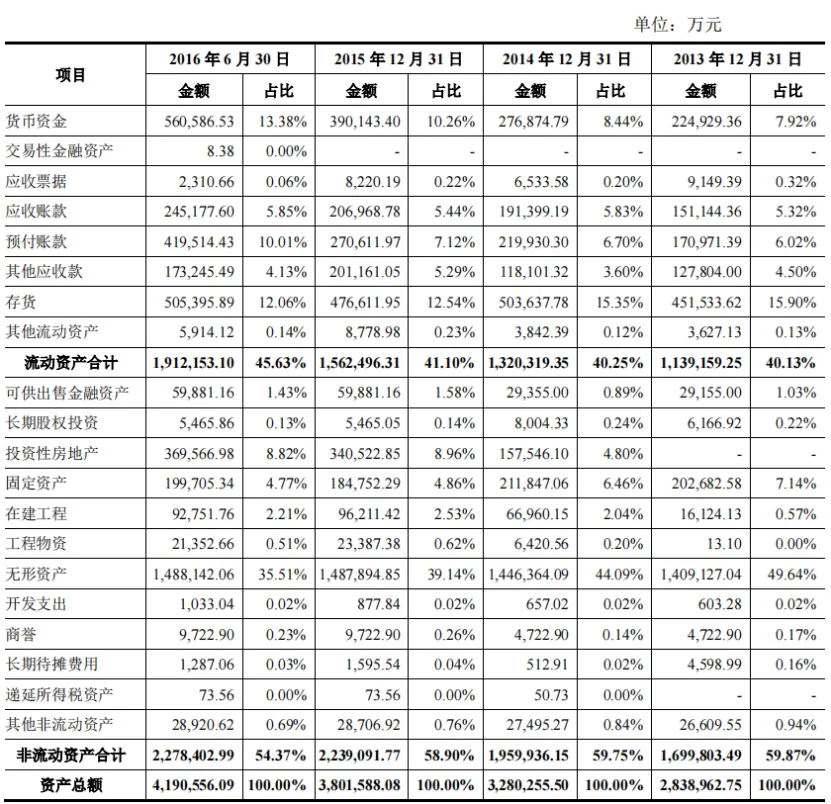 单位：万元
项目 2016 年 6 月 30 日 2015 年 12 月 31 日 2014 年 12 月 31 日 2013 年 12 月 31 日
金额 占比 金额 占比 金额 占比 金额 占比
货币资金 560,586.53 13.38% 390,143.40 10.26% 276,874.79 8.44% 224,929.36 7.92%
交易性金融资产 8.38 0.00% - - - - - -
应收票据 2,310.66 0.06% 8,220.19 0.22% 6,533.58 0.20% 9,149.39 0.32%
应收账款 245,177.60 5.85% 206,968.78 5.44% 191,399.19 5.83% 151,144.36 5.32%
预付账款 419,514.43 10.01% 270,611.97 7.12% 219,930.30 6.70% 170,971.39 6.02%
其他应收款 173,245.49 4.13% 201,161.05 5.29% 118,101.32 3.60% 127,804.00 4.50%
存货 505,395.89 12.06% 476,611.95 12.54% 503,637.78 15.35% 451,533.62 15.90%
其他流动资产 5,914.12 0.14% 8,778.98 0.23% 3,842.39 0.12% 3,627.13 0.13%
流动资产合计 1,912,153.10 45.63% 1,562,496.31 41.10% 1,320,319.35 40.25% 1,139,159.25 40.13%
可供出售金融资产 59,881.16 1.43% 59,881.16 1.58% 29,355.00 0.89% 29,155.00 1.03%
长期股权投资 5,465.86 0.13% 5,465.05 0.14% 8,004.33 0.24% 6,166.92 0.22%
投资性房地产 369,566.98 8.82% 340,522.85 8.96% 157,546.10 4.80% - -
固定资产 199,705.34 4.77% 184,752.29 4.86% 211,847.06 6.46% 202,682.58 7.14%
在建工程 92,751.76 2.21% 96,211.42 2.53% 66,960.15 2.04% 16,124.13 0.57%
工程物资 21,352.66 0.51% 23,387.38 0.62% 6,420.56 0.20% 13.10 0.00%
无形资产 1,488,142.06 35.51% 1,487,894.85 39.14% 1,446,364.09 44.09% 1,409,127.04 49.64%
开发支出 1,033.04 0.02% 877.84 0.02% 657.02 0.02% 603.28 0.02%
商誉 9,722.90 0.23% 9,722.90 0.26% 4,722.90 0.14% 4,722.90 0.17%
长期待摊费用 1,287.06 0.03% 1,595.54 0.04% 512.91 0.02% 4,598.99 0.16%
递延所得税资产 73.56 0.00% 73.56 0.00% 50.73 0.00% - -
其他非流动资产 28,920.62 0.69% 28,706.92 0.76% 27,495.27 0.84% 26,609.55 0.94%
非流动资产合计 2,278,402.99 54.37% 2,239,091.77 58.90% 1,959,936.15 59.75% 1,699,803.49 59.87%
资产总额 4,190,556.09 100.00% 3,801,588.08 100.00% 3,280,255.50 100.00% 2,838,962.75 100.00%